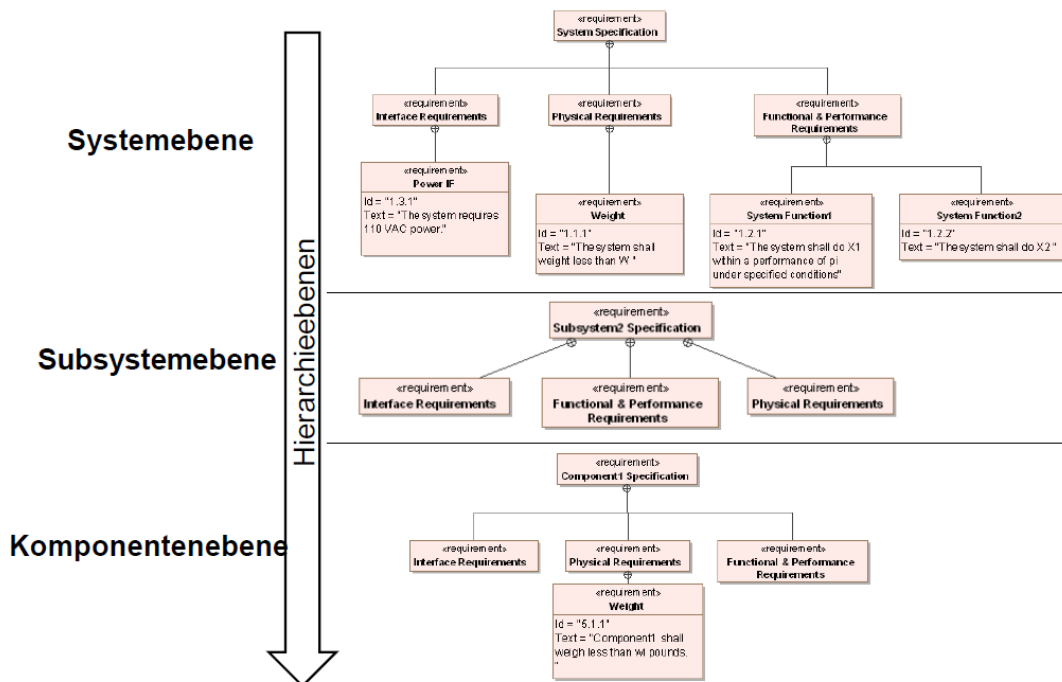 «requirement»
System Specification
«requirement»
Interface Requirements
«requirement»
Physical Requirements
«requirement»
Functional & Performance
Requirements
Systemebene
«requirement»
Power IF
Id = "1.3.1"
Text = "The system requires
110 VAC power."
«requirement»
Weight
Id = "1.1.1"
Text = "The system shall
weight less than W "
«requirement»
System Function1
Id = "1.2.1"
Text = "The system shall do X1
within a performance of pi
under specified conditions"
«requirement»
System Function2
Id = "1.2.2"
Text = "The system shall do X2"
Hierarchieebenen
Subsystemebene
«requirement»
Subsystem2 Specification
«requirement»
Interface Requirements
«requirement»
Functional & Performance
Requirements
«requirement»
Physical Requirements
Komponentenebene
«requirement»
Component1 Specification
«requirement»
Interface Requirements
«requirement»
Physical Requirements
«requirement»
Functional & Performance
Requirements
«requirement»
Weight
Id = "5.1.1"
Text = "Component1 shall
weigh less than wi pounds.
"